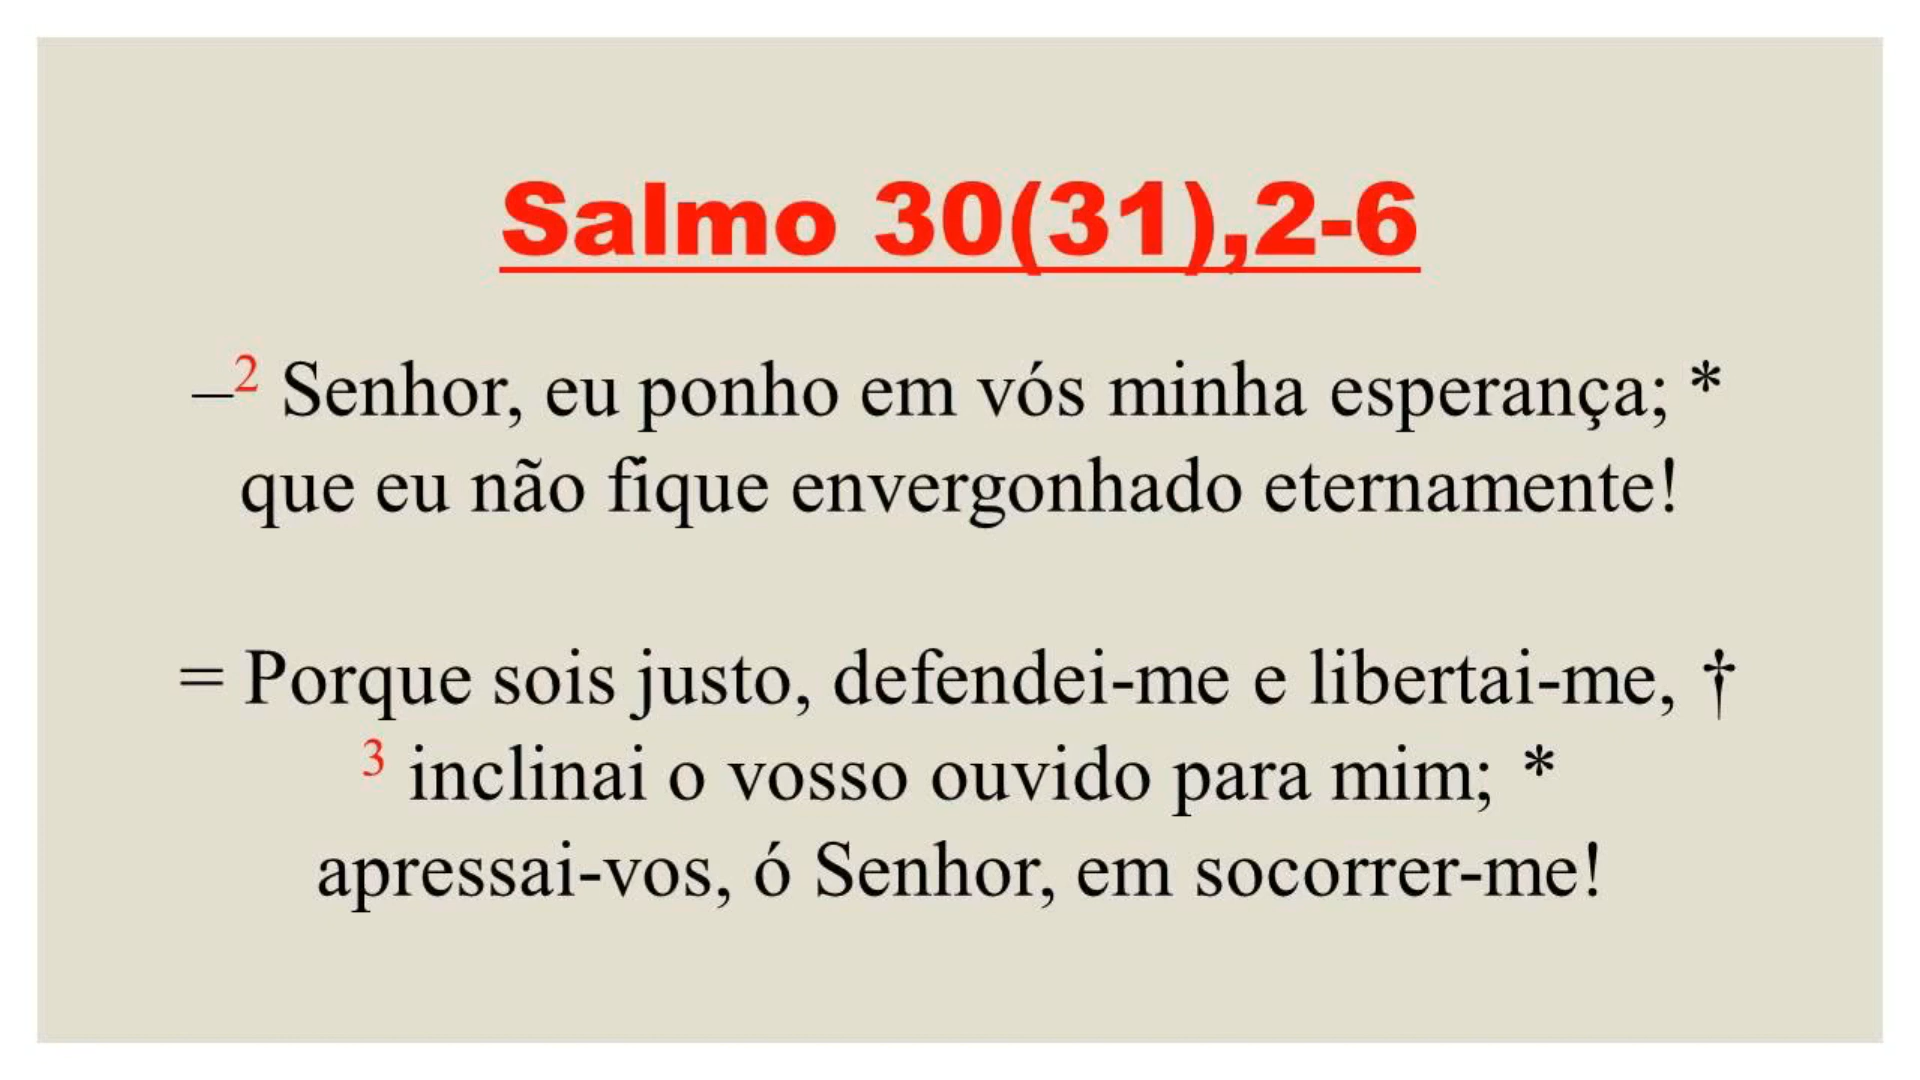 Salmo 30(31),2-6
–2 Senhor, eu ponho em vós minha esperança; *
que eu não fique envergonhado eternamente!
= Porque sois justo, defendei-me e libertai-me, †
3 inclinai o vosso ouvido para mim; *
apressai-vos, ó Senhor, em socorrer-me!